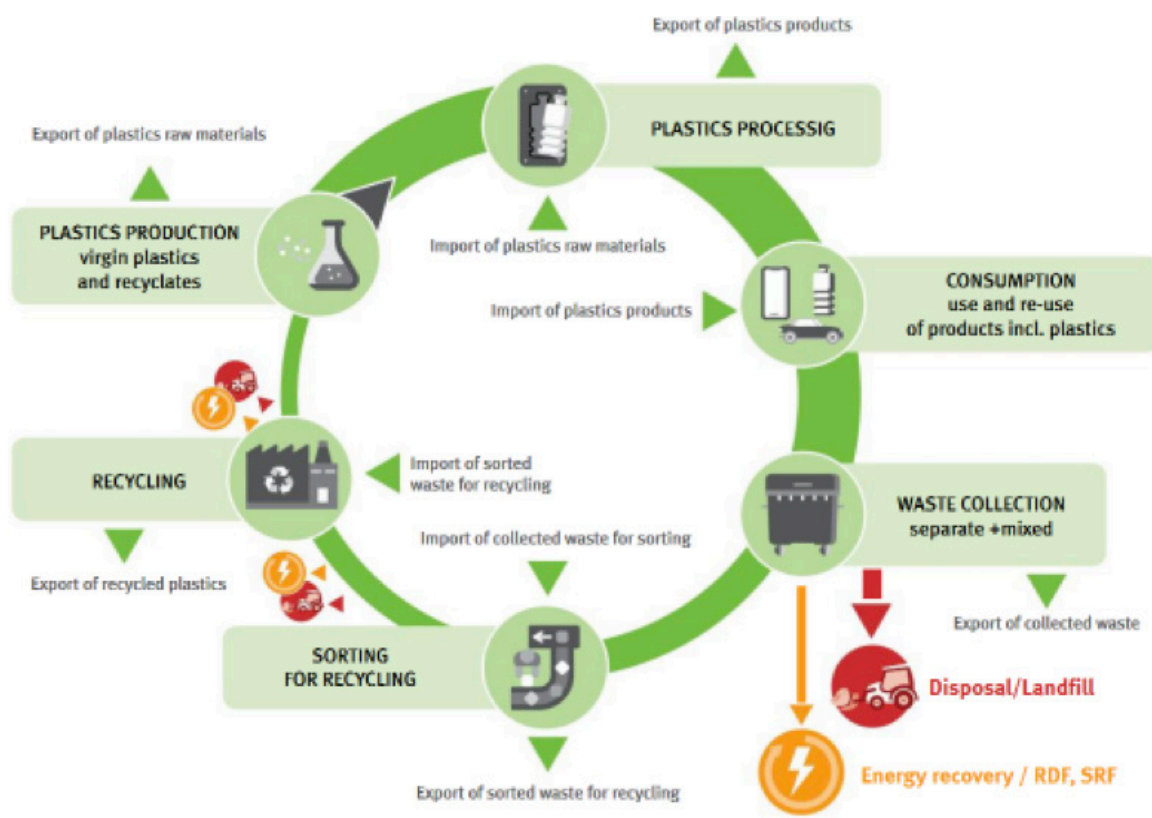 Export of plastics products
PLASTICS PROCESSIG
Export of plastics raw materials
PLASTICS PRODUCTION
virgin plastics
and recyclates
Import of plastics raw materials
CONSUMPTION
use and re-use
of products incl. plastics
Import of plastics products
RECYCLING
Import of sorted
waste for recycling
WASTE COLLECTION
separate +mixed
Import of collected waste for sorting
Export of recycled plastics
Export of collected waste
SORTING
FOR RECYCLING
Disposal/Landfill
Energy recovery / RDF, SRF
Export of sorted waste for recycling